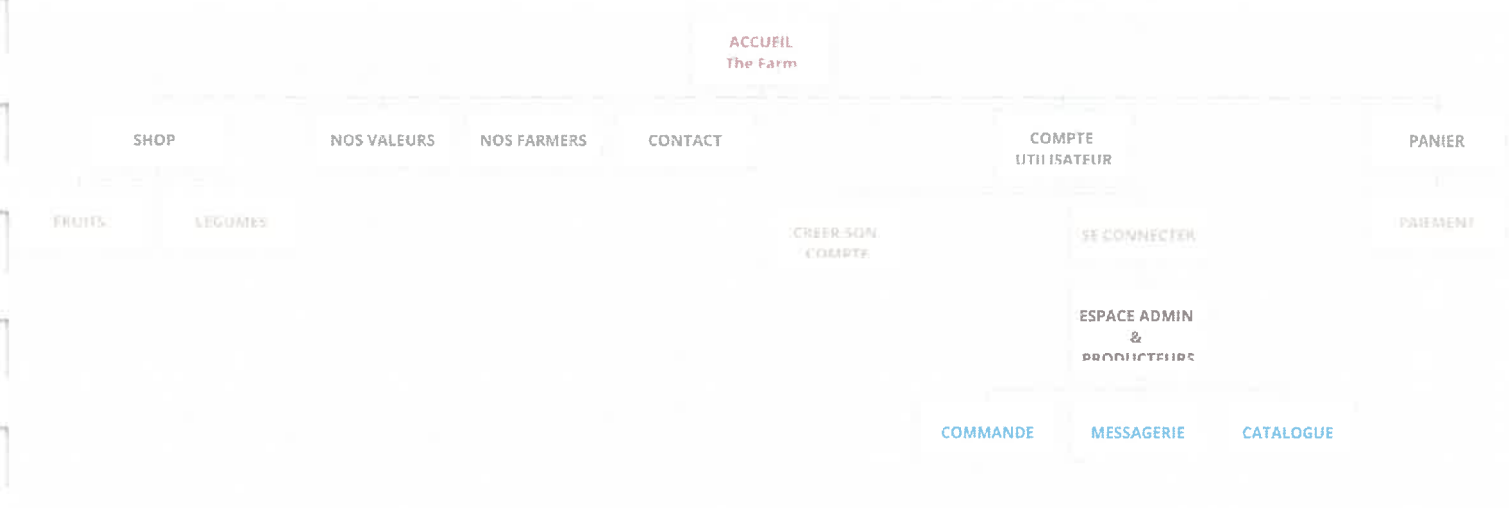 ACCUEIL
The Farm
SHOP
NOS VALEURS
NOS FARMERS
CONTACT
COMPTE
UTILISATEUR
PANIER
FRUITS
LEGUMES
CREER SON
COMPTE
SE CONNECTER
PAIEMENT
ESPACE ADMIN
&
PRODUCTEURS
COMMANDE
MESSAGERIE
CATALOGUE